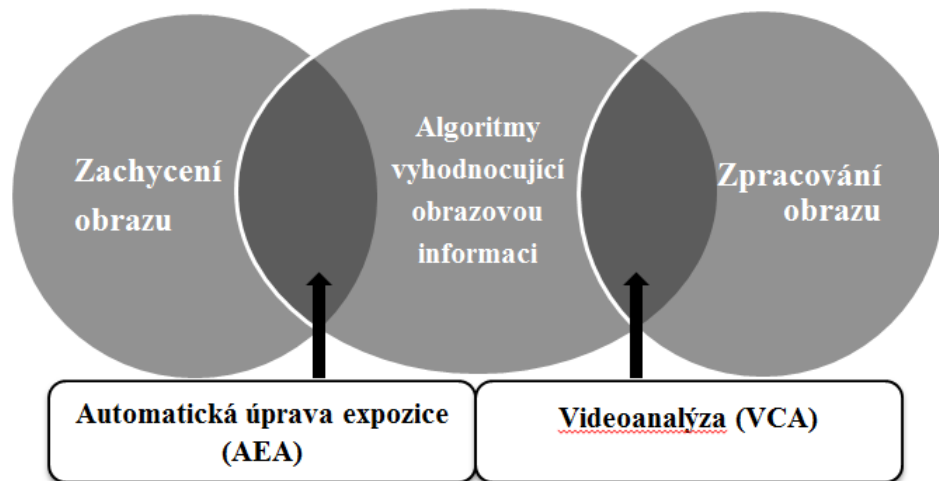 Zachycení
obrazu
Algoritmy
vyhodnocující
obrazovou
informaci
Zpracování
obrazu
Automatická úprava expozice
(AEA)
Videoanalýza (VCA)